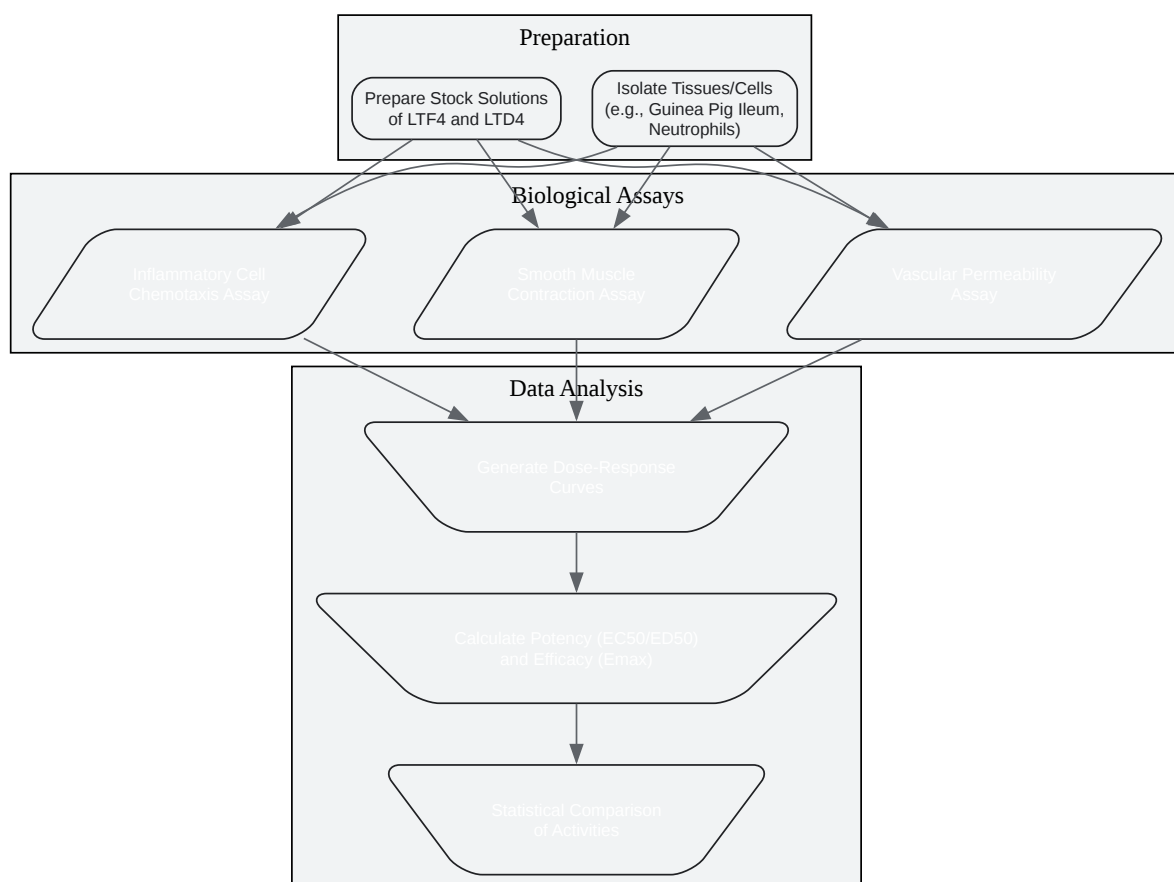 Preparation
Prepare Stock Solutions
of LTF4 and LTD4
Isolate Tissues/Cells
(e.g., Guinea Pig Ileum,
Neutrophils)
Biological Assays
Inflammatory Cell
Chemotaxis Assay
Smooth Muscle
Contraction Assay
Vascular Permeability
Assay
Data Analysis
Generate Dose-Response
Curves
Calculate Potency (EC50/ED50)
and Efficacy (Emax)
Statistical Comparison
of Activities